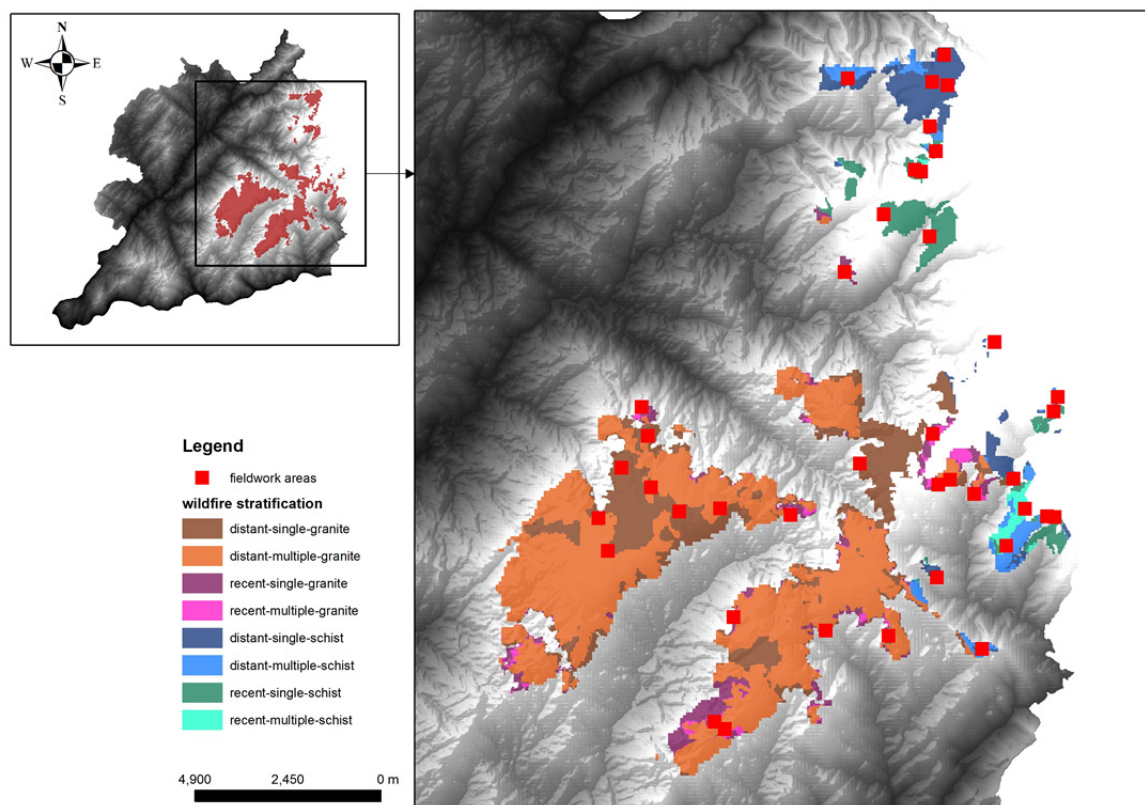 N
W E
S
Legend
fieldwork areas
wildfire stratification
distant-single-granite
distant-multiple-granite
recent-single-granite
recent-multiple-granite
distant-single-schist
distant-multiple-schist
recent-single-schist
recent-multiple-schist
4,900 2,450 0 m